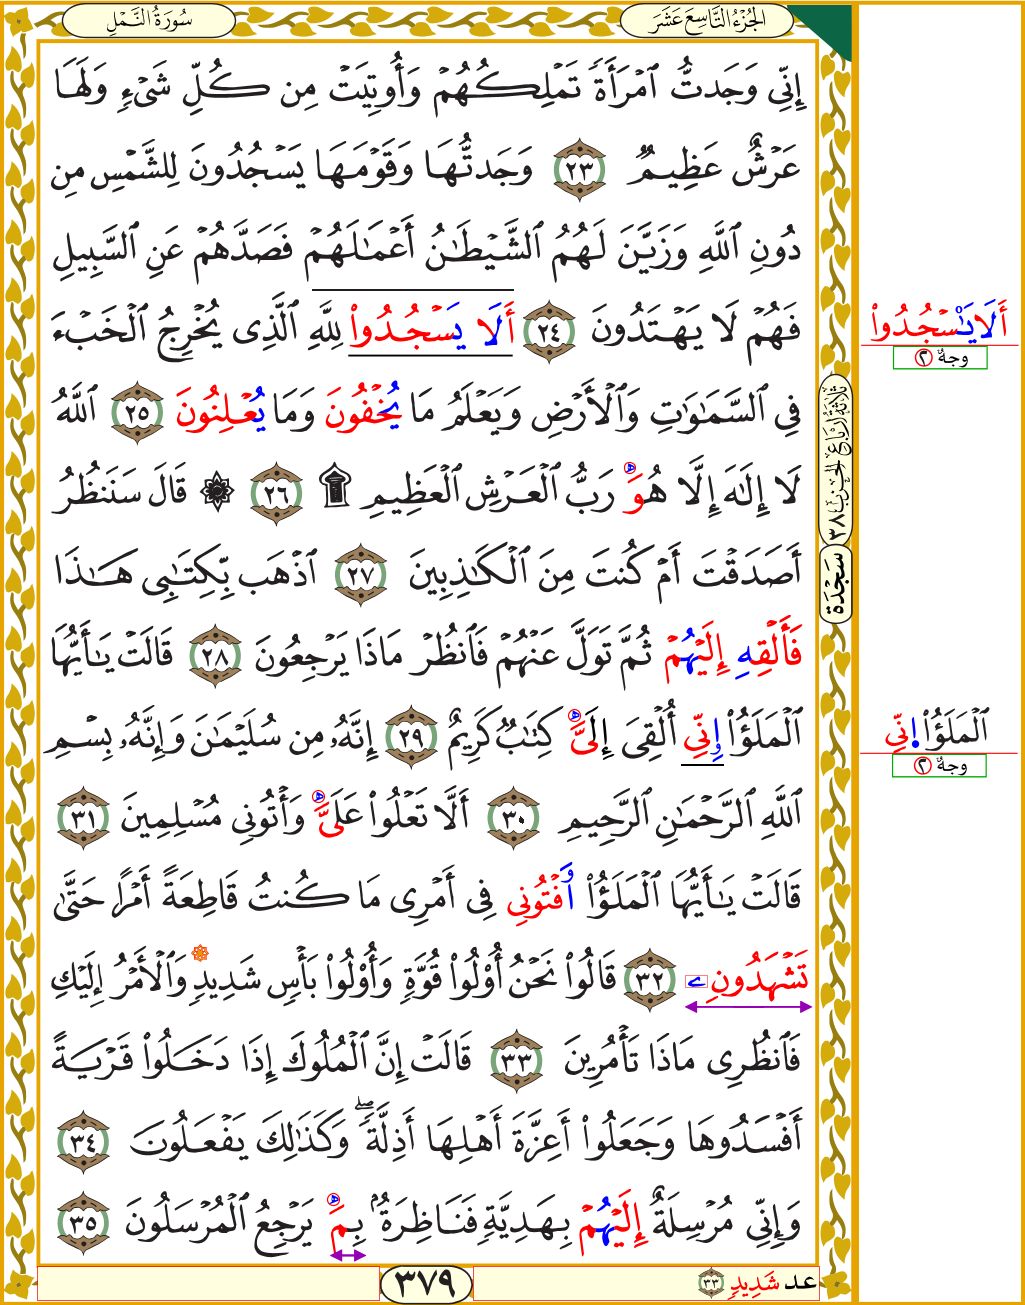 الجُزْءُ التَّاسِعَ عَشَرَ
سُورَةُ النَّمْلِ
إِنِّي وَجَدتُّ ٱمْرَأَةً تَمْلِكُهُمْ وَأُوتِيَتْ مِن كُلِّ شَىْءٍ وَلَهَا
عَرْشٌ عَظِيمٌ ٢٣ وَجَدتُّهَا وَقَوْمَهَا يَسْجُدُونَ لِلشَّمْسِ مِن
دُونِ ٱللَّهِ وَزَيَّنَ لَهُمُ ٱلشَّيْطَٰنُ أَعْمَٰلَهُمْ فَصَدَّهُمْ عَنِ ٱلسَّبِيلِ
فَهُمْ لَا يَهْتَدُونَ ٢٤ أَلَا يَسْجُدُوا۟ لِلَّهِ ٱلَّذِى يُخْرِجُ ٱلْخَبْءَ
فِي ٱلسَّمَٰوَٰتِ وَٱلْأَرْضِ وَيَعْلَمُ مَا يُخْفُونَ وَمَا يُعْلِنُونَ ٢٥ ٱللَّهُ
لَا إِلَٰهَ إِلَّا هُوَ رَبُّ ٱلْعَرْشِ ٱلْعَظِيمِ ۩ ٢٦ ۞ قَالَ سَنَنظُرُ
أَصَدَقْتَ أَمْ كُنتَ مِنَ ٱلْكَٰذِبِينَ ٢٧ ٱذْهَب بِّكِتَٰبِى هَٰذَا
فَأَلْقِهِ إِلَيْهُمْ ثُمَّ تَوَلَّ عَنْهُمْ فَٱنظُرْ مَاذَا يَرْجِعُونَ ٢٨ قَالَتْ يَٰأَيُّهَا
ٱلْمَلَؤُا۟ وِنِّي أُلْقِىَ إِلَىَّ كِتَٰبٌ كَرِيمٌ ٢٩ إِنَّهُۥ مِن سُلَيْمَٰنَ وَإِنَّهُۥ بِسْمِ
ٱللَّهِ ٱلرَّحْمَٰنِ ٱلرَّحِيمِ ٣٠ أَلَّا تَعْلُوا۟ عَلَىَّ وَأْتُونِي مُسْلِمِينَ ٣١
قَالَتْ يَٰأَيُّهَا ٱلْمَلَؤُا۟ وَفْتُونِي فِي أَمْرِى مَا كُنتُ قَاطِعَةً أَمْرًا حَتَّىٰ
تَشْهَدُونِۦ ٣٢ قَالُوا۟ نَحْنُ أُو۟لُوا۟ قُوَّةٍ وَأُو۟لُوا۟ بَأْسٍ شَدِيدٍ وَٱلْأَمْرُ إِلَيْكِ
فَٱنظُرِى مَاذَا تَأْمُرِينَ ٣٣ قَالَتْ إِنَّ ٱلْمُلُوكَ إِذَا دَخَلُوا۟ قَرْيَةً
أَفْسَدُوهَا وَجَعَلُوا۟ أَعِزَّةَ أَهْلِهَا أَذِلَّةً ۖ وَكَذَٰلِكَ يَفْعَلُونَ ٣٤
وَإِنِّي مُرْسِلَةٌ إِلَيْهُمْ بِهَدِيَّةٍ فَنَاظِرَةٌۢ بِمَ يَرْجِعُ ٱلْمُرْسَلُونَ ٣٥
أَلَا يَٰسْجُدُوا۟
وجهٌ ٢
ثلاثة أرباع الحزب ٣٨
سَجْدَة
ٱلْمَلَؤُا۟ إِنِّي
وجهٌ ٢
عد شَدِيدٍ ٣٣
٣٧٩